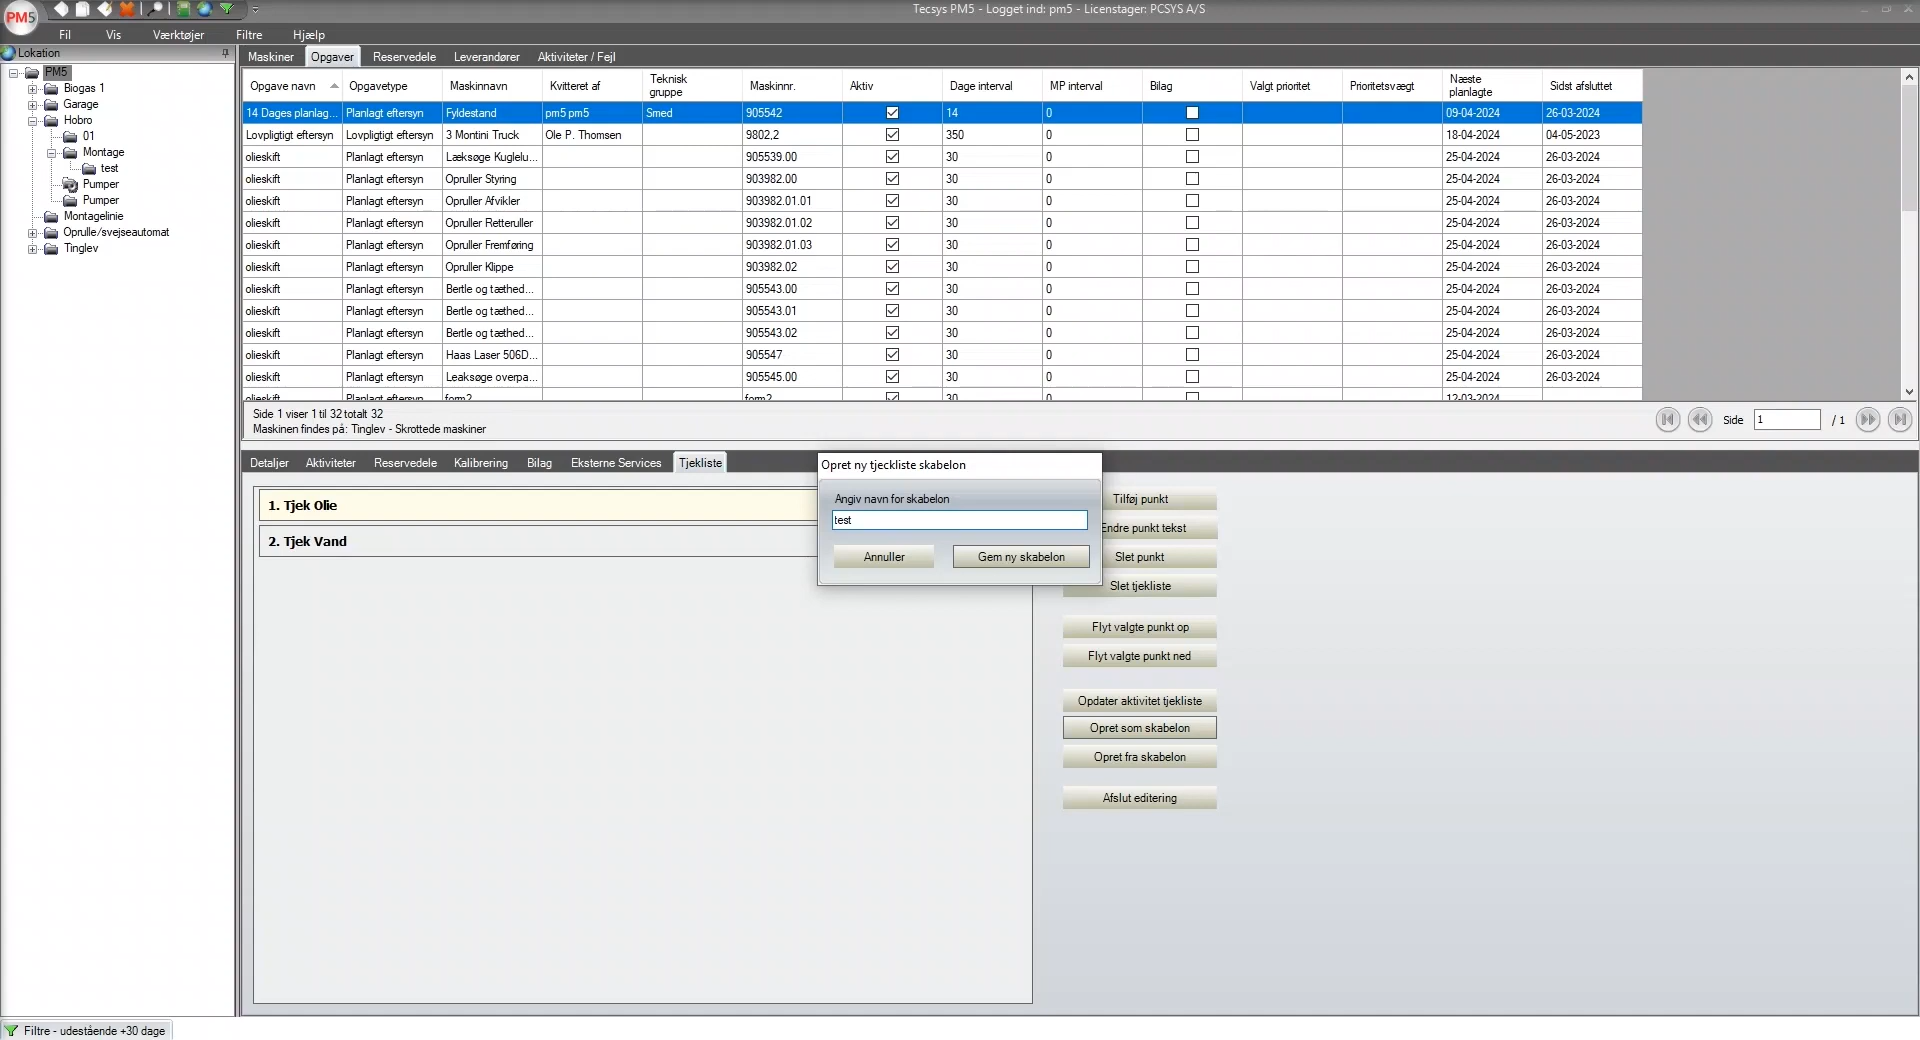 PM5
Tecsys PM5 - Logget ind: pm5 - Licenstager: PCSYS A/S
Fil Vis Værktøjer Filtre Hjælp
Lokation
PM5
Biogas 1
Garage
Hobro
01
Montage
test
Pumper
Pumper
Montagelinie
Oprulle/svejseautomat
Tinglev
Maskiner Opgaver Reservedele Leverandører Aktiviteter / Fejl
Opgave navn Opgavetype Maskinnavn Kvitteret af Teknisk gruppe Maskinnr. Aktiv Dage interval MP interval Bilag Valgt prioritet Prioritetsvægt Næste planlagte Sidst afsluttet
14 Dages planlag... Planlagt eftersyn Fyldestand pm5 pm5 Smed 905542 14 0 09-04-2024 26-03-2024
Lovpligtigt eftersyn Lovpligtigt eftersyn 3 Montini Truck Ole P. Thomsen 9802,2 350 0 18-04-2024 04-05-2023
olieskift Planlagt eftersyn Læksøge Kuglelu... 905539.00 30 0 25-04-2024 26-03-2024
olieskift Planlagt eftersyn Opruller Styring 903982.00 30 0 25-04-2024 26-03-2024
olieskift Planlagt eftersyn Opruller Afvikler 903982.01.01 30 0 25-04-2024 26-03-2024
olieskift Planlagt eftersyn Opruller Retteruller 903982.01.02 30 0 25-04-2024 26-03-2024
olieskift Planlagt eftersyn Opruller Fremføring 903982.01.03 30 0 25-04-2024 26-03-2024
olieskift Planlagt eftersyn Opruller Klippe 903982.02 30 0 25-04-2024 26-03-2024
olieskift Planlagt eftersyn Bertle og tæthed... 905543.00 30 0 25-04-2024 26-03-2024
olieskift Planlagt eftersyn Bertle og tæthed... 905543.01 30 0 25-04-2024 26-03-2024
olieskift Planlagt eftersyn Bertle og tæthed... 905543.02 30 0 25-04-2024 26-03-2024
olieskift Planlagt eftersyn Haas Laser 506D... 905547 30 0 25-04-2024 26-03-2024
olieskift Planlagt eftersyn Leaksøge overpa... 905545.00 30 0 25-04-2024 26-03-2024
olieskift Planlagt eftersyn form2 form2 30 0 12-03-2024
Side 1 viser 1 til 32 totalt 32
Maskinen findes på: Tinglev - Skrottede maskiner
Side 1 / 1
Detaljer Aktiviteter Reservedele Kalibrering Bilag Eksterne Services Tjekliste
1. Tjek Olie
2. Tjek Vand
Opret ny tjeckliste skabelon
Angiv navn for skabelon
test
Annuller Gem ny skabelon
Tilføj punkt
Endre punkt tekst
Slet punkt
Slet tjekliste
Flyt valgte punkt op
Flyt valgte punkt ned
Opdater aktivitet tjekliste
Opret som skabelon
Opret fra skabelon
Afslut editering
Filtre - udestående +30 dage